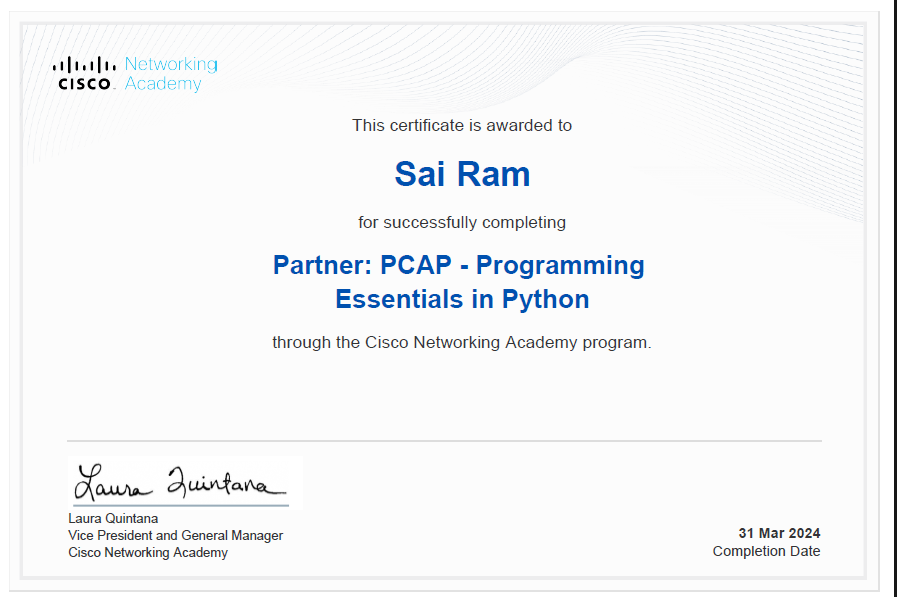 Networking
CISCO. Academy
This certificate is awarded to
Sai Ram
for successfully completing
Partner: PCAP - Programming
Essentials in Python
through the Cisco Networking Academy program.
Laura Quintana
Laura Quintana
Vice President and General Manager
Cisco Networking Academy
31 Mar 2024
Completion Date